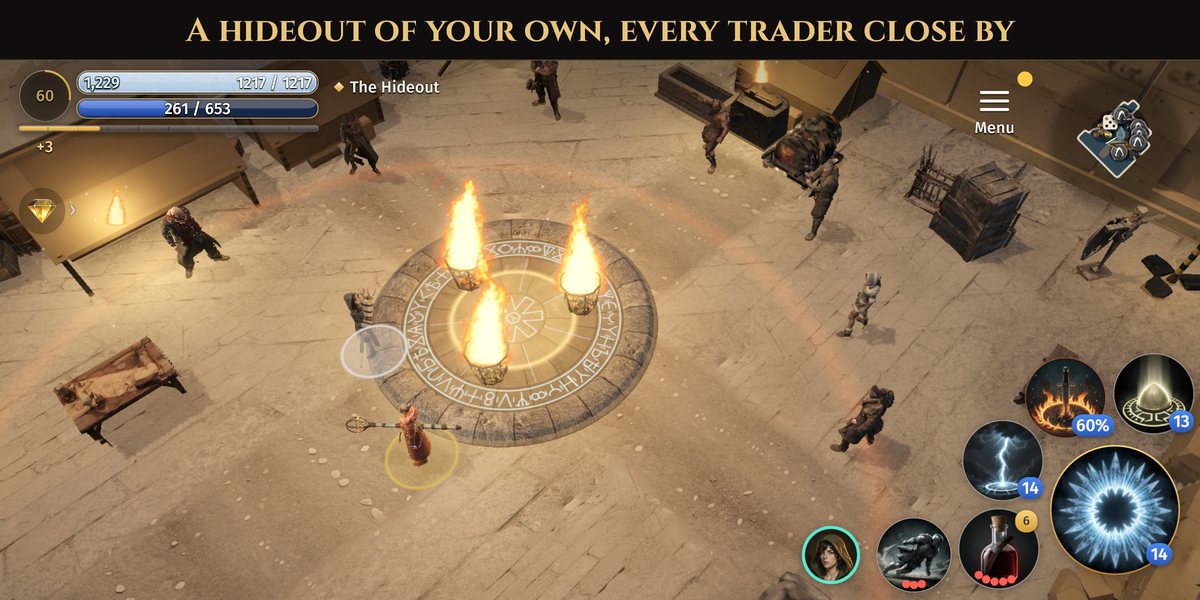 A HIDEOUT OF YOUR OWN, EVERY TRADER CLOSE BY
60
1,229 1217 / 1217
The Hideout
261 / 653
+3
Menu
60%
13
14
6
14